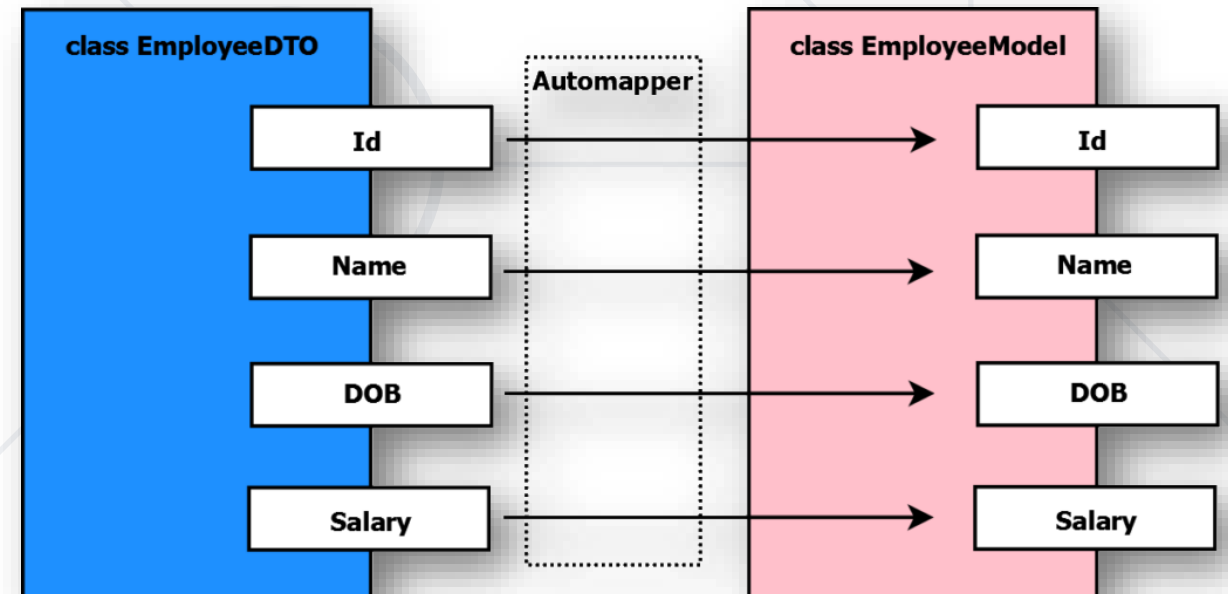 class EmployeeDTO
class EmployeeModel
Automapper
Id
Id
Name
Name
DOB
DOB
Salary
Salary